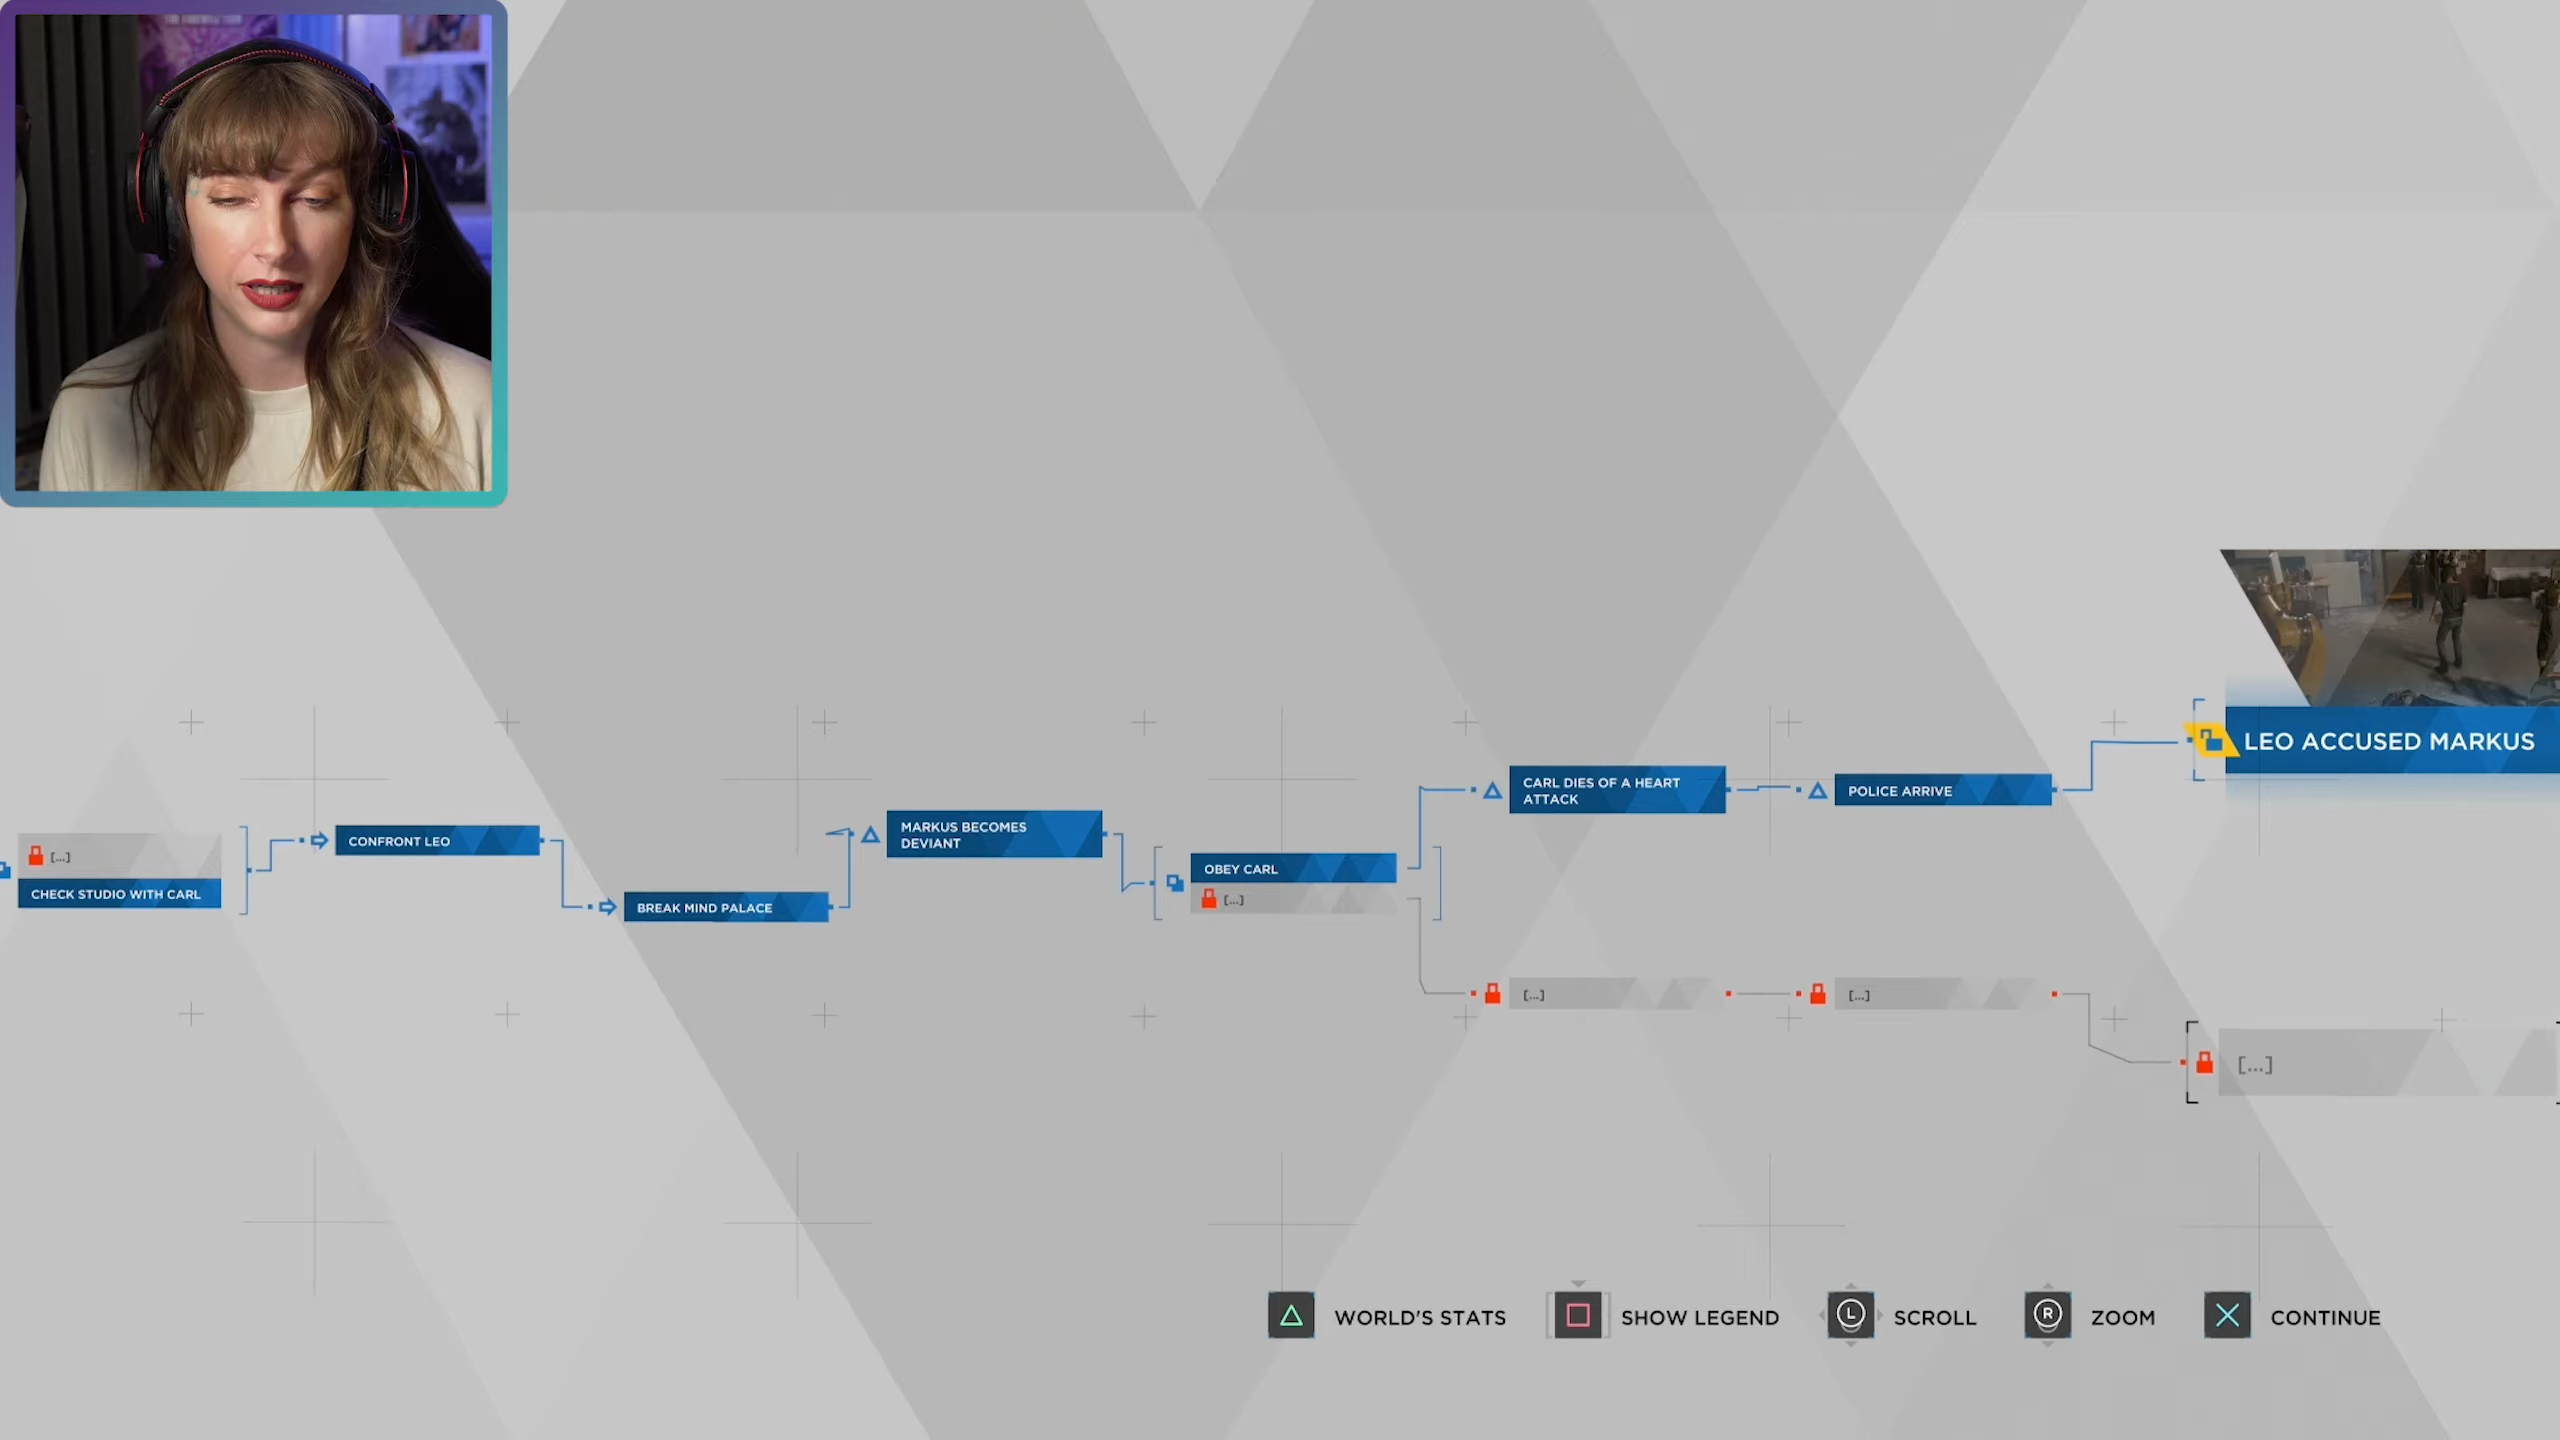 LEO ACCUSED MARKUS
CARL DIES OF A HEART
ATTACK
POLICE ARRIVE
MARKUS BECOMES
DEVIANT
CONFRONT LEO
[...]
CHECK STUDIO WITH CARL
OBEY CARL
[...]
BREAK MIND PALACE
[...]
[...]
[...]
WORLD'S STATS
SHOW LEGEND
L
SCROLL
R
ZOOM
CONTINUE